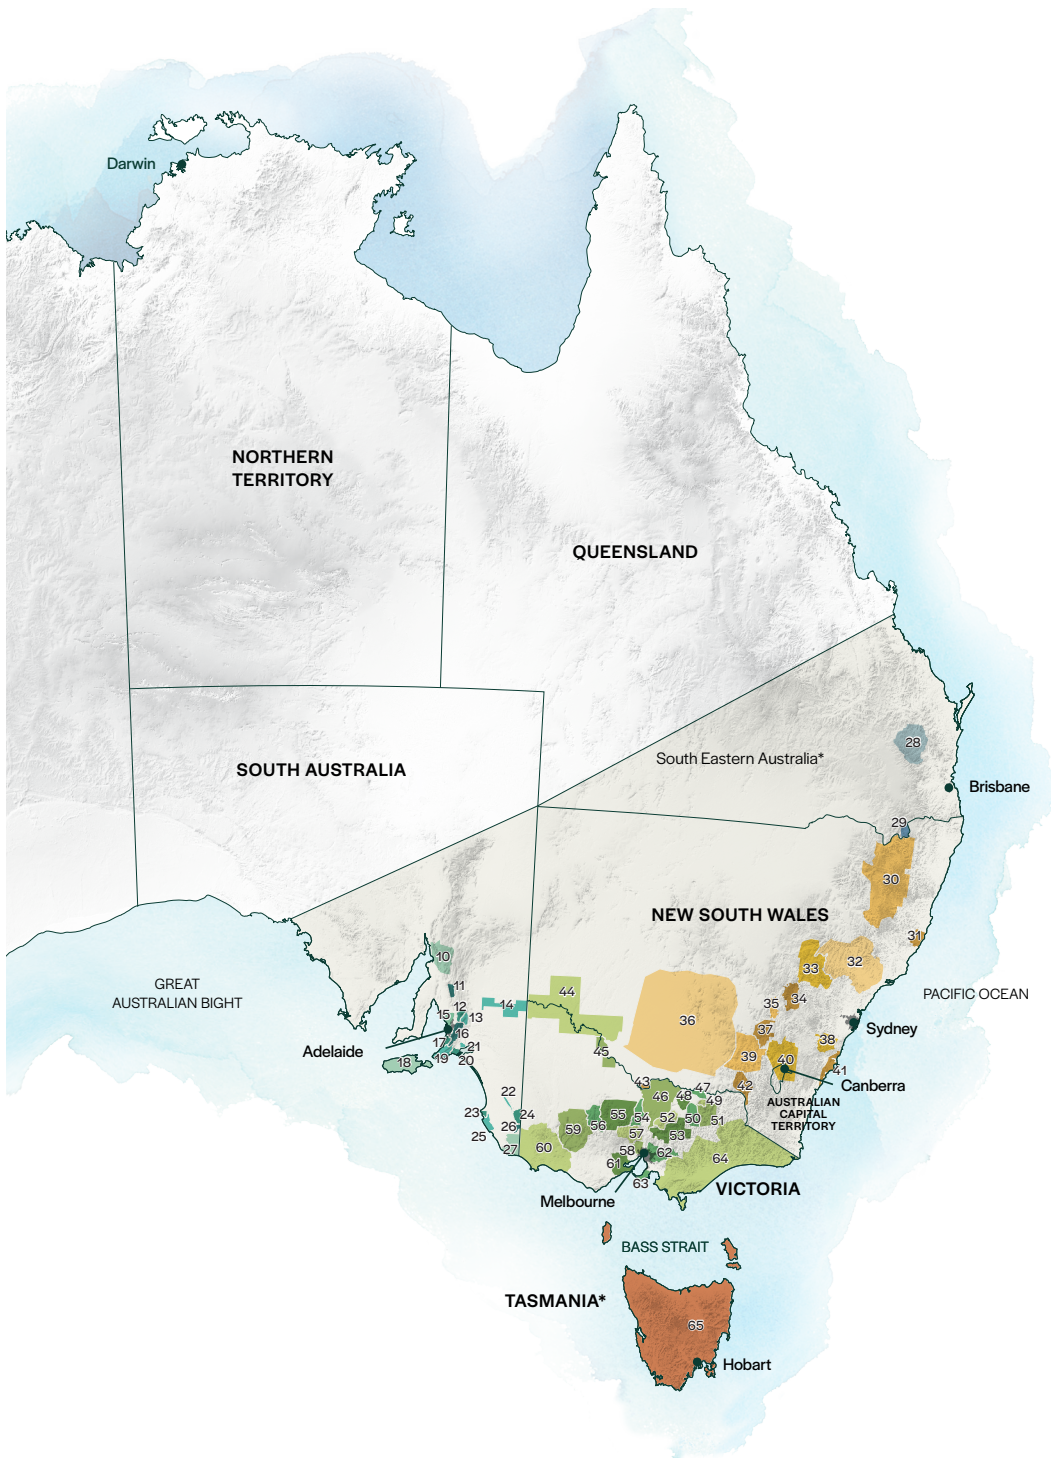 Darwin
NORTHERN
TERRITORY
QUEENSLAND
SOUTH AUSTRALIA
South Eastern Australia*
28
Brisbane
29
30
NEW SOUTH WALES
31
32
33
10
GREAT
AUSTRALIAN BIGHT
11
44
14
34
35
PACIFIC OCEAN
12
13
15
36
37
Sydney
16
38
17
21
Adelaide
45
39
40
18
19
20
41
43
42
Canberra
22
46
48
47
49
AUSTRALIAN
CAPITAL
TERRITORY
23
24
55
54
52
50
51
26
56
59
57
53
25
27
60
58
62
64
61
63
VICTORIA
Melbourne
BASS STRAIT
TASMANIA*
65
Hobart